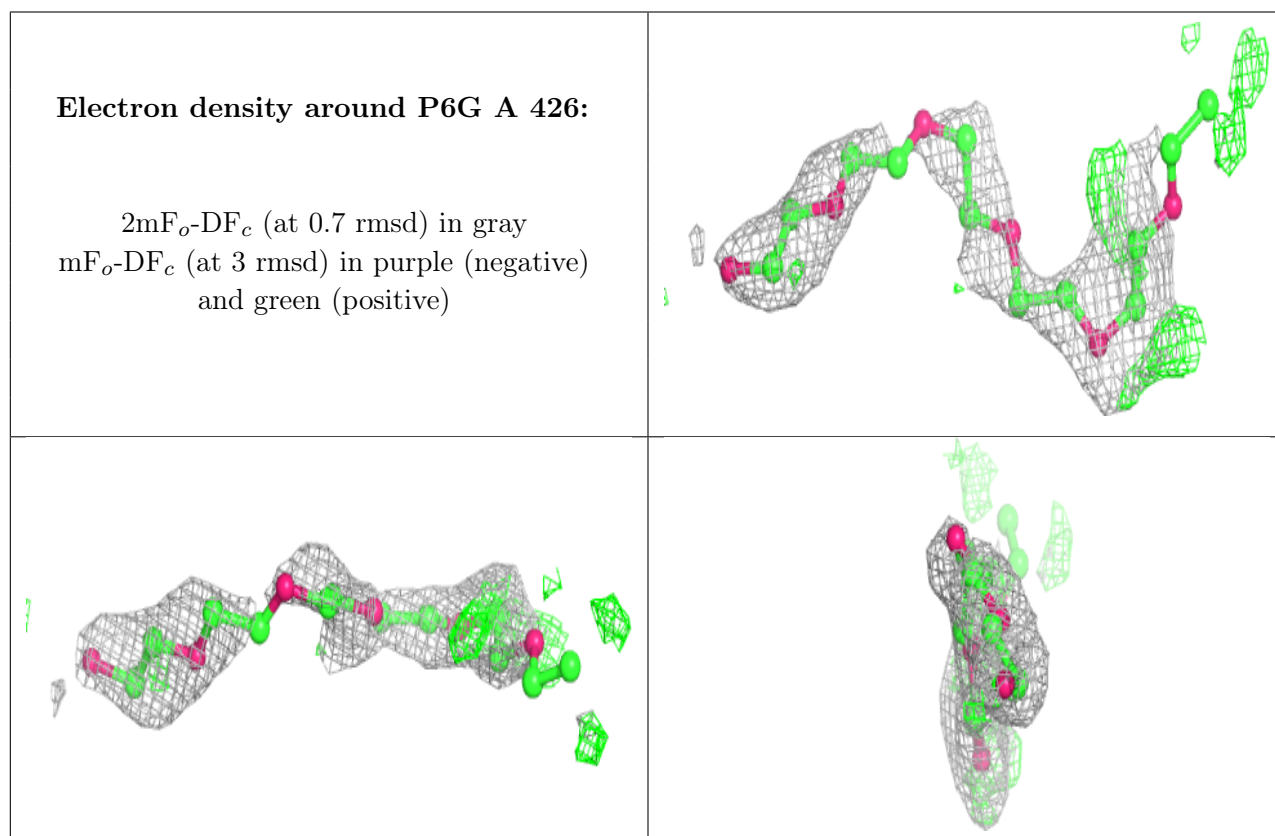 Electron density around P6G A 426:
2mFo-DFc (at 0.7 rmsd) in gray
mFo-DFc (at 3 rmsd) in purple (negative)
and green (positive)